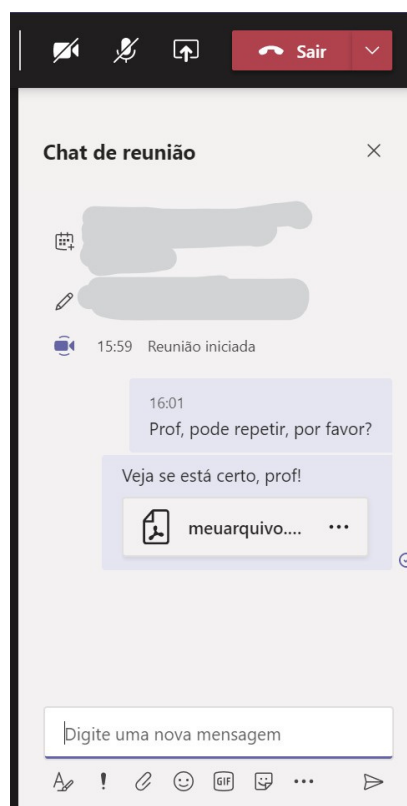 Sair
Chat de reunião
15:59 Reunião iniciada
16:01
Prof, pode repetir, por favor?
Veja se está certo, prof!
meuarquivo....
Digite uma nova mensagem
GIF